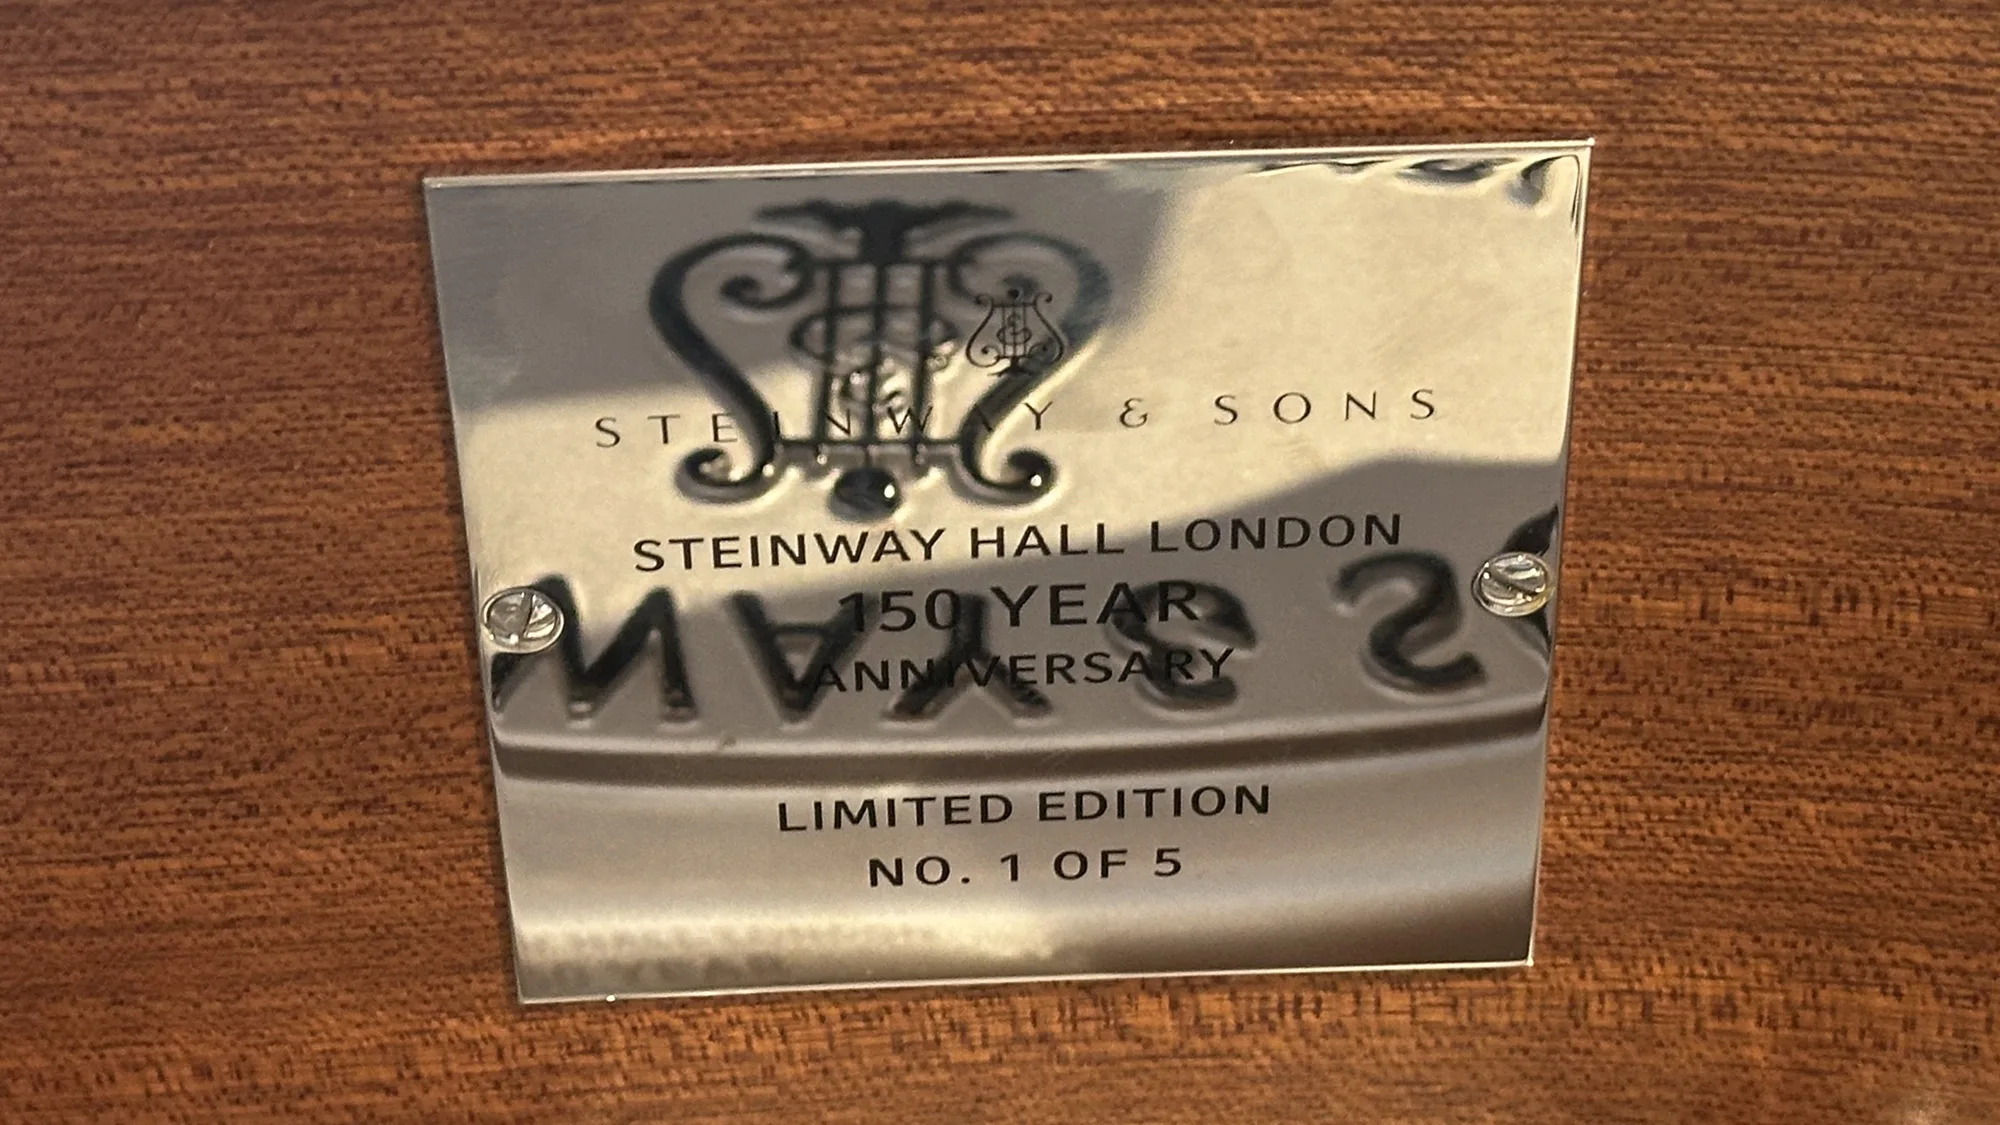 STEINWAY & SONS
STEINWAY HALL LONDON
150 YEAR
ANNIVERSARY
LIMITED EDITION
NO. 1 OF 5